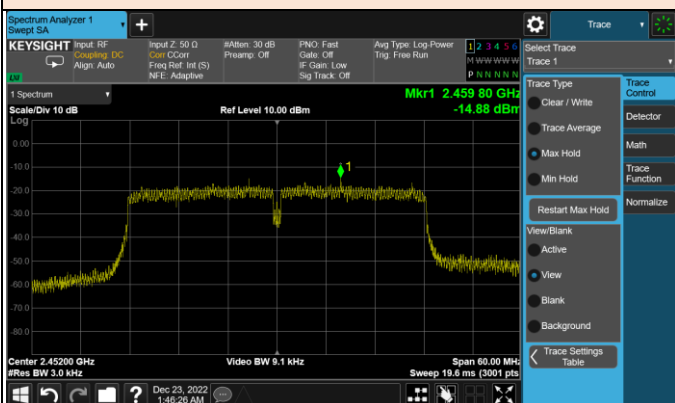 Spectrum Analyzer 1
Swept SA
+
Trace
KEYSIGHT
Input: RF
Coupling: DC
Align: Auto
Input Z: 50 Ω
Corr CCorr
Freq Ref: Int (S)
NFE: Adaptive
#Atten: 30 dB
Preamp: Off
PNO: Fast
Gate: Off
IF Gain: Low
Sig Track: Off
Avg Type: Log-Power
Trig: Free Run
1 2 3 4 5 6
M W W W W W
P N N N N N
Select Trace
Trace 1
LXI
1 Spectrum
Scale/Div 10 dB
Log
Ref Level 10.00 dBm
Mkr1 2.459 80 GHz
-14.88 dBm
0.00
-10.0
-20.0
-30.0
-40.0
-50.0
-60.0
-70.0
-80.0
1
Center 2.45200 GHz
#Res BW 3.0 kHz
Video BW 9.1 kHz
Span 60.00 MHz
Sweep 19.6 ms (3001 pts)
Trace Type
Clear / Write
Trace Average
Max Hold
Min Hold
Restart Max Hold
View/Blank
Active
View
Blank
Background
Trace Settings
Table
Trace
Control
Detector
Math
Trace
Function
Normalize
?
Dec 23, 2022
1:46:26 AM